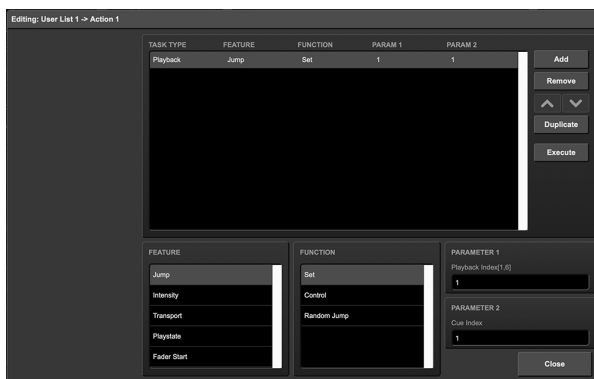 Editing: User List 1 -> Action 1
TASK TYPE FEATURE FUNCTION PARAM 1 PARAM 2
Playback Jump Set 1 1
Add
Remove
Duplicate
Execute
FEATURE
Jump
Intensity
Transport
Playstate
Fader Start
FUNCTION
Set
Control
Random Jump
PARAMETER 1
Playback Index[1,6]
1
PARAMETER 2
Cue Index
1
Close